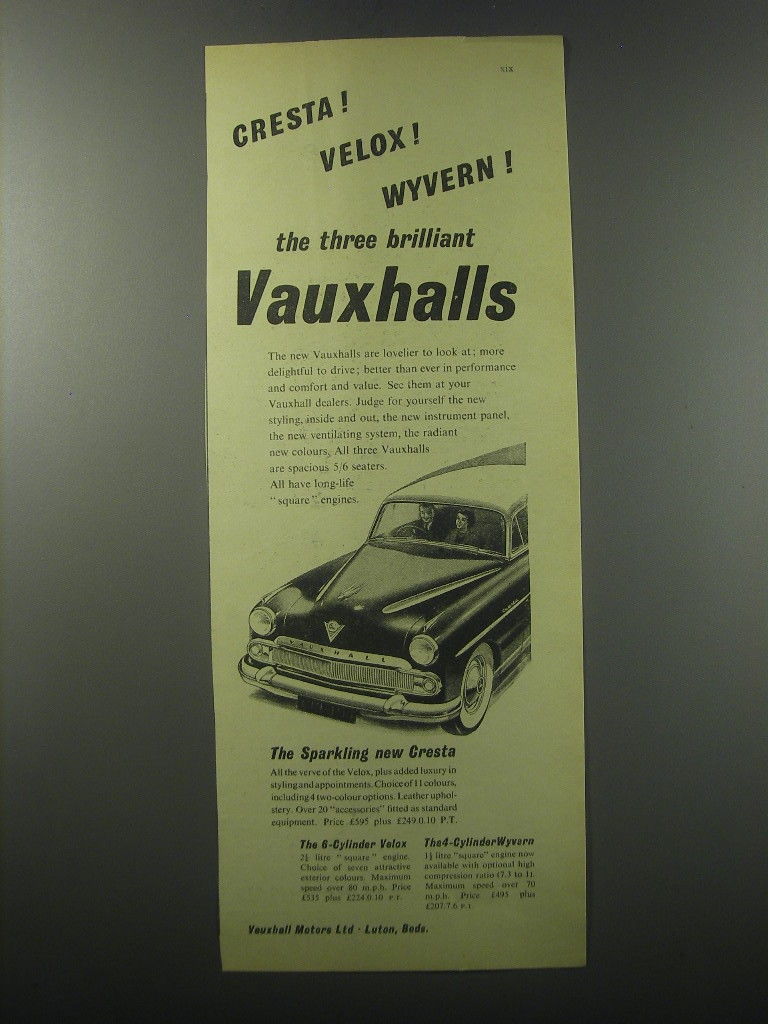 XIX
CRESTA !
VELOX !
WYVERN !
the three brilliant
Vauxhalls
The new Vauxhalls are lovelier to look at; more
delightful to drive; better than ever in performance
and comfort and value. See them at your
Vauxhall dealers. Judge for yourself the new
styling, inside and out, the new instrument panel,
the new ventilating system, the radiant
new colours. All three Vauxhalls
are spacious 5/6 seaters.
All have long-life
“square” engines.
VAUXHALL
The Sparkling new Cresta
All the verve of the Velox, plus added luxury in
styling and appointments. Choice of 11 colours,
including 4 two-colour options. Leather uphol-
stery. Over 20 “accessories” fitted as standard
equipment. Price £595 plus £249.0.10 P.T.
The 6-Cylinder Velox
2¼ litre “square” engine.
Choice of seven attractive
exterior colours. Maximum
speed over 80 m.p.h. Price
£535 plus £224.0.10 P.T.
The 4-Cylinder Wyvern
1½ litre “square” engine now
available with optional high
compression ratio (7.3 to 1).
Maximum speed over 70
m.p.h. Price £495 plus
£207.7.6 P.T.
Vauxhall Motors Ltd · Luton, Beds.